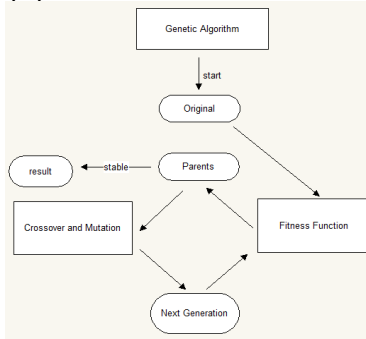 Genetic Algorithm
start
Original
Parents
stable
result
Crossover and Mutation
Fitness Function
Next Generation